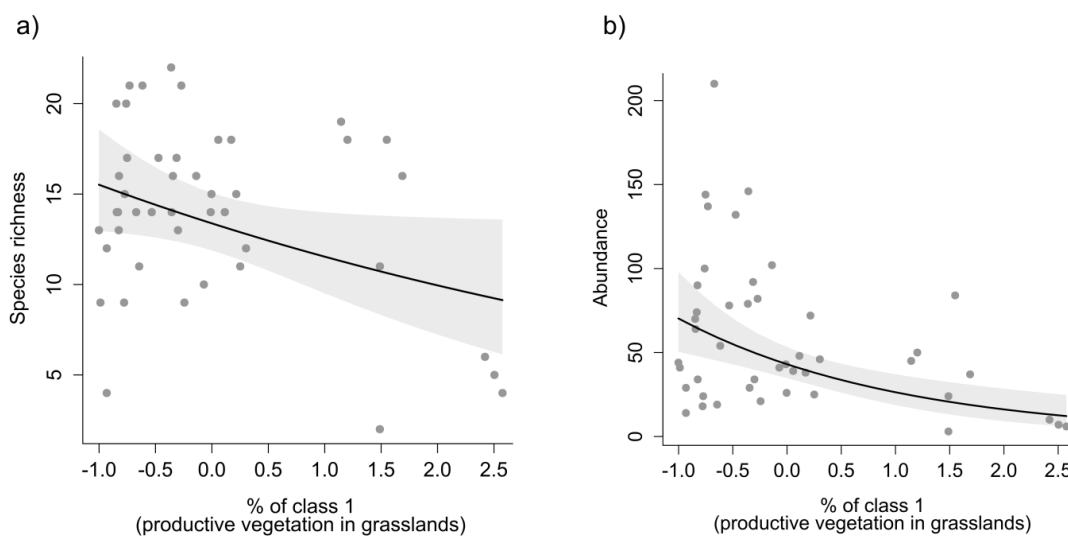 a)
Species richness
20
15
10
5
-1.0 -0.5 0.0 0.5 1.0 1.5 2.0 2.5
% of class 1
(productive vegetation in grasslands)
b)
Abundance
200
150
100
50
0
-1.0 -0.5 0.0 0.5 1.0 1.5 2.0 2.5
% of class 1
(productive vegetation in grasslands)